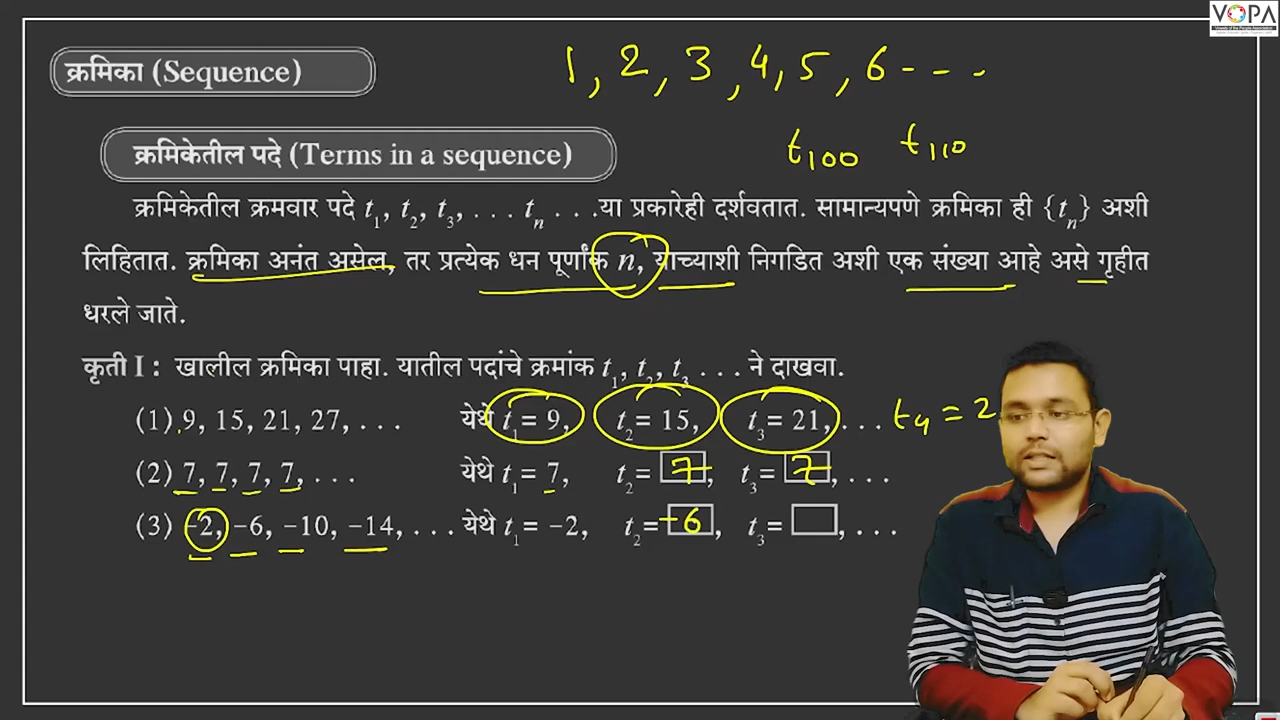 VOPA
क्रमिका (Sequence)
1, 2, 3, 4, 5, 6 - - -
क्रमिकेतील पदे (Terms in a sequence)
t100 t110
क्रमिकेतील क्रमवार पदे t1, t2, t3, . . . tn . . .या प्रकारेही दर्शवतात. सामान्यपणे क्रमिका ही {tn} अशी
लिहितात. क्रमिका अनंत असेल, तर प्रत्येक धन पूर्णांक n, याच्याशी निगडित अशी एक संख्या आहे असे गृहीत
धरले जाते.
कृती I : खालील क्रमिका पाहा. यातील पदांचे क्रमांक t1, t2, t3 . . . ने दाखवा.
(1) 9, 15, 21, 27, . . . येथे t1 = 9, t2 = 15, t3 = 21, . . . t4 = 2
(2) 7, 7, 7, 7, . . . येथे t1 = 7, t2 = 7, t3 = 7, . . .
(3) -2, -6, -10, -14, . . . येथे t1 = -2, t2 = -6, t3 = , . . .